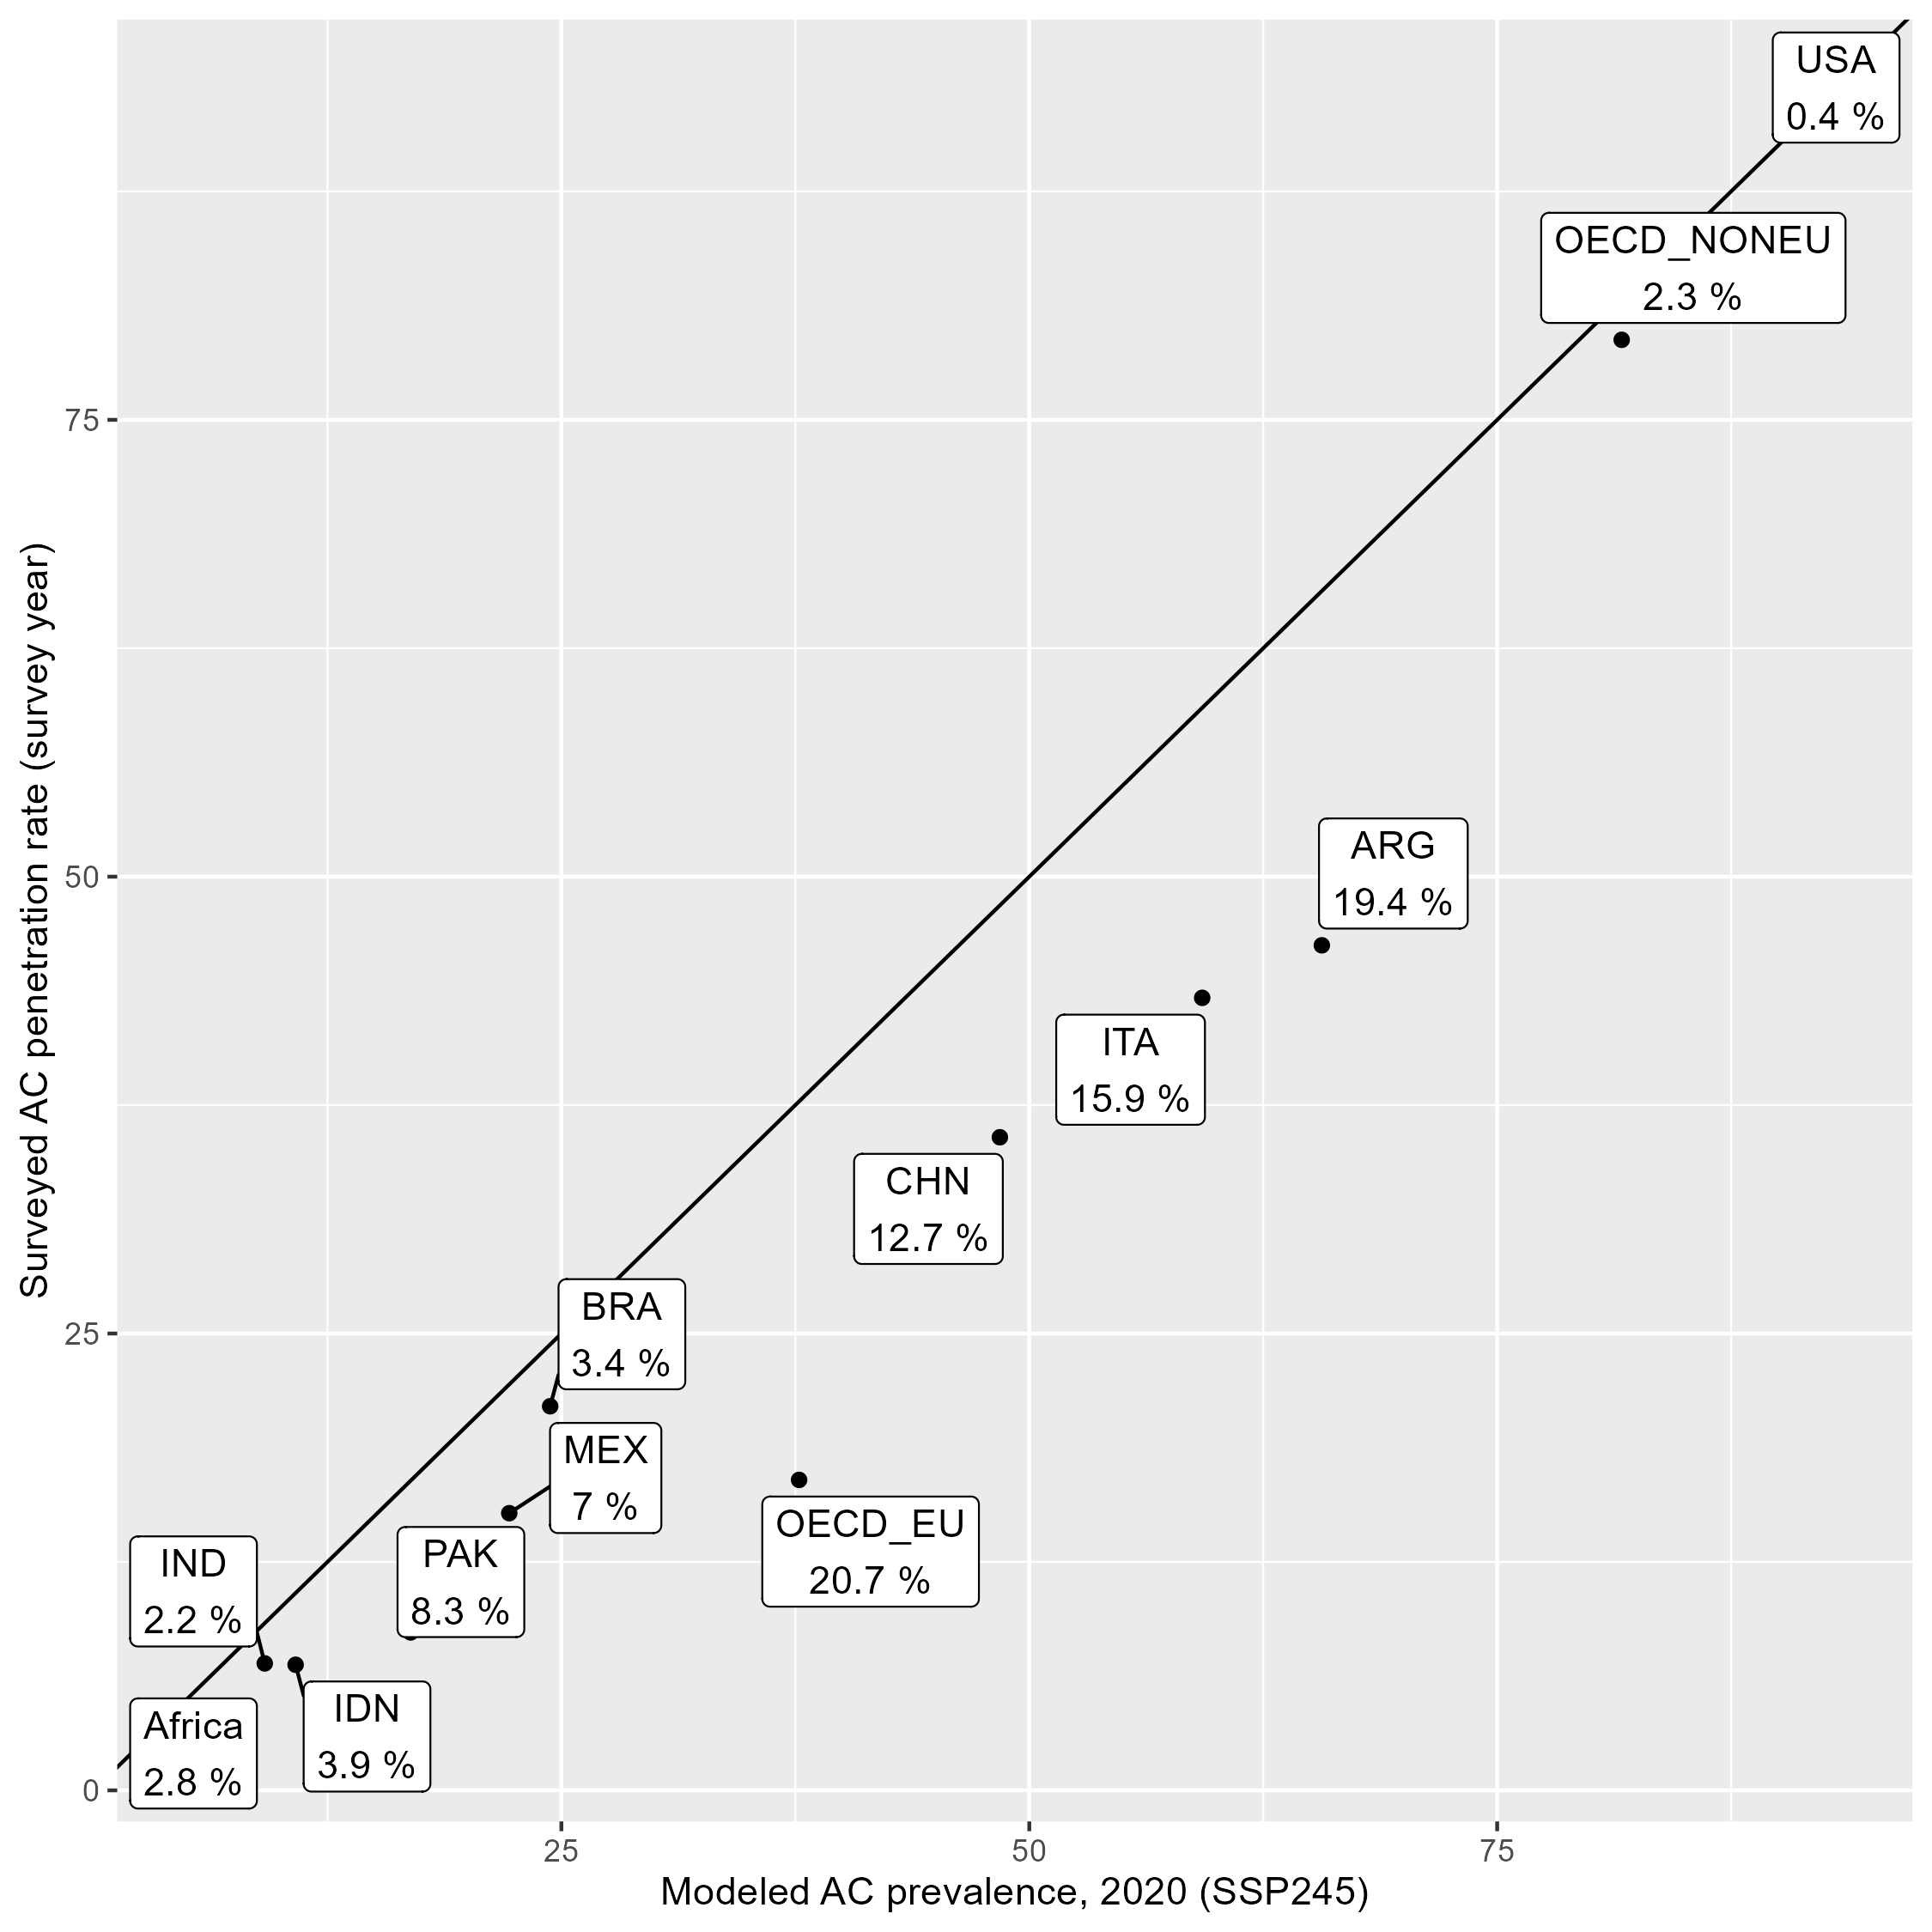 USA
0.4 %
OECD_NONEU
2.3 %
75
ARG
19.4 %
50
ITA
15.9 %
CHN
12.7 %
BRA
3.4 %
25
MEX
7 %
OECD_EU
20.7 %
PAK
8.3 %
IND
2.2 %
IDN
3.9 %
Africa
2.8 %
0
25
50
75
Surveyed AC penetration rate (survey year)
Modeled AC prevalence, 2020 (SSP245)